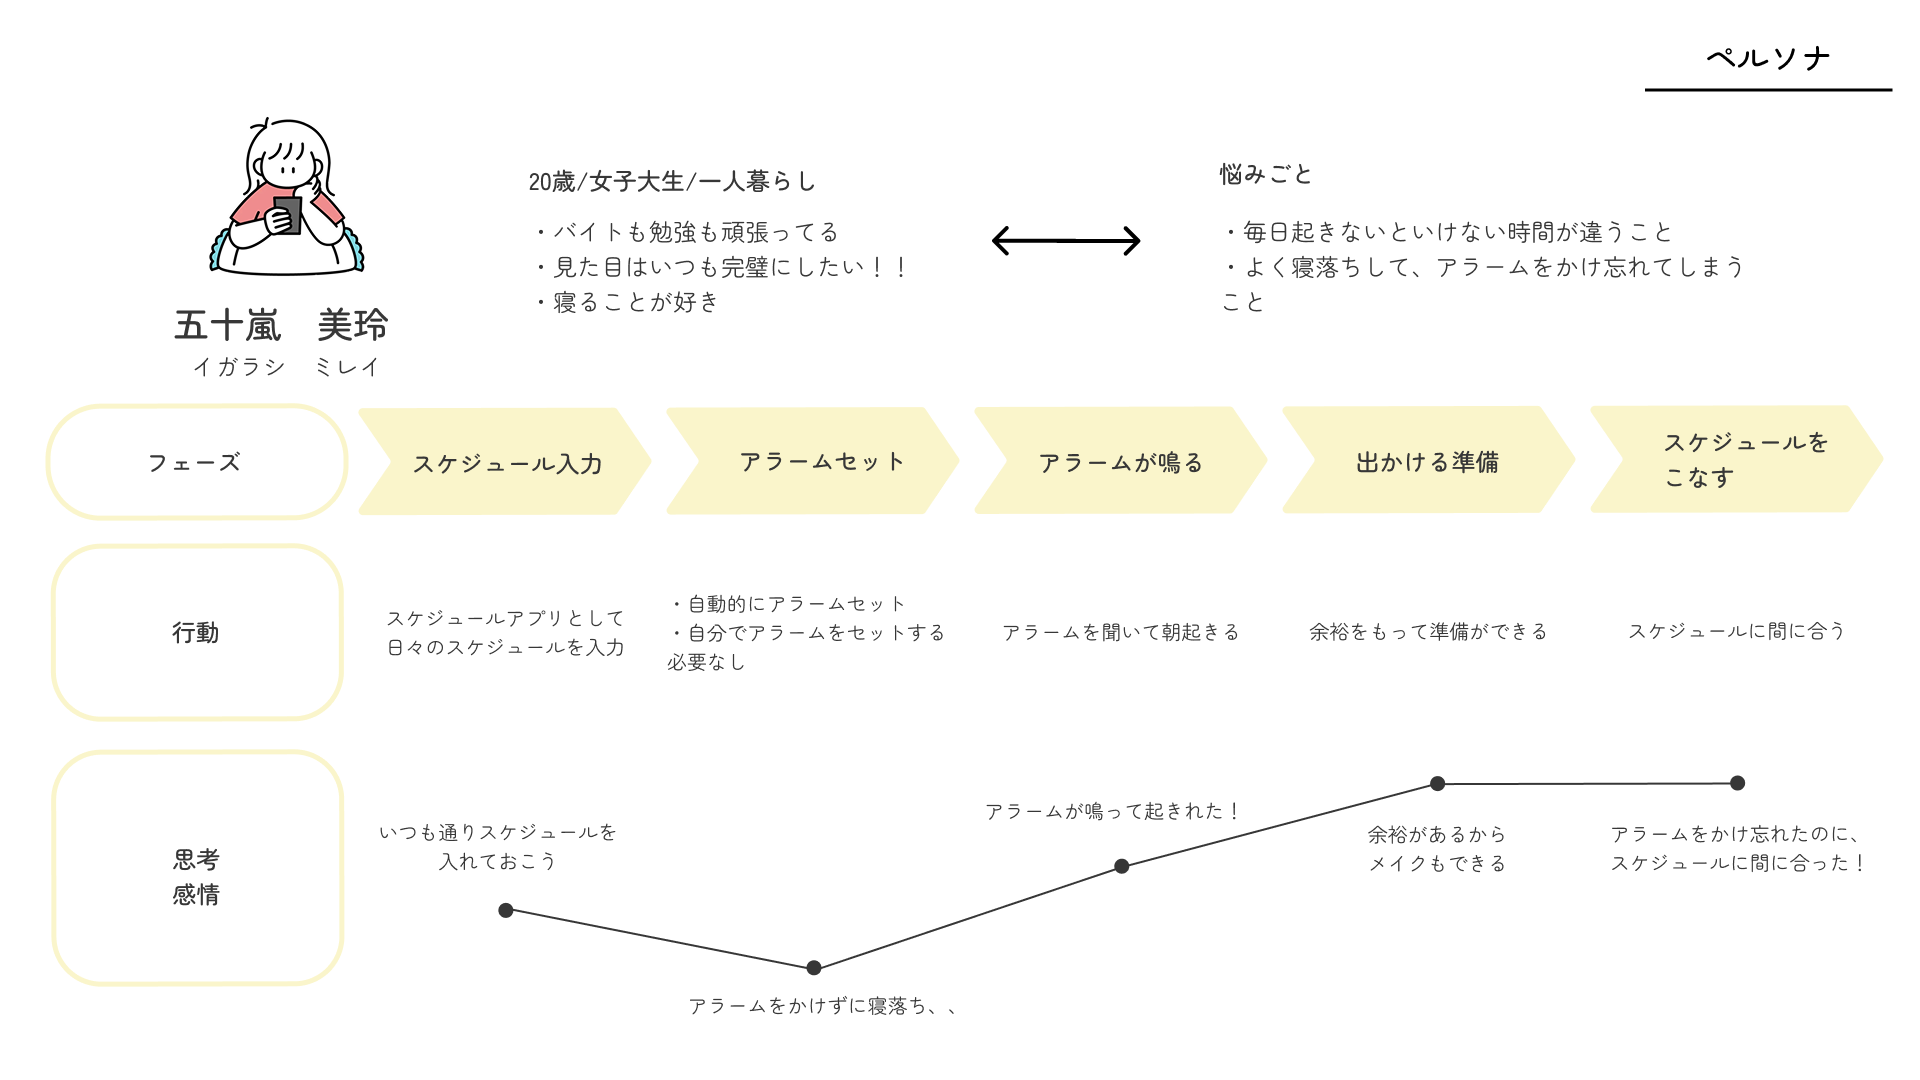 ペルソナ
20歳/女子大生/一人暮らし
・バイトも勉強も頑張ってる
・見た目はいつも完璧にしたい！！
・寝ることが好き
悩みごと
・毎日起きないといけない時間が違うこと
・よく寝落ちして、アラームをかけ忘れてしまう
こと
五十嵐　美玲
イガラシ　ミレイ
フェーズ
スケジュール入力
アラームセット
アラームが鳴る
出かける準備
スケジュールを
こなす
行動
スケジュールアプリとして
日々のスケジュールを入力
・自動的にアラームセット
・自分でアラームをセットする
必要なし
アラームを聞いて朝起きる
余裕をもって準備ができる
スケジュールに間に合う
思考
感情
いつも通りスケジュールを
入れておこう
アラームをかけずに寝落ち、、
アラームが鳴って起きれた！
余裕があるから
メイクもできる
アラームをかけ忘れたのに、
スケジュールに間に合った！